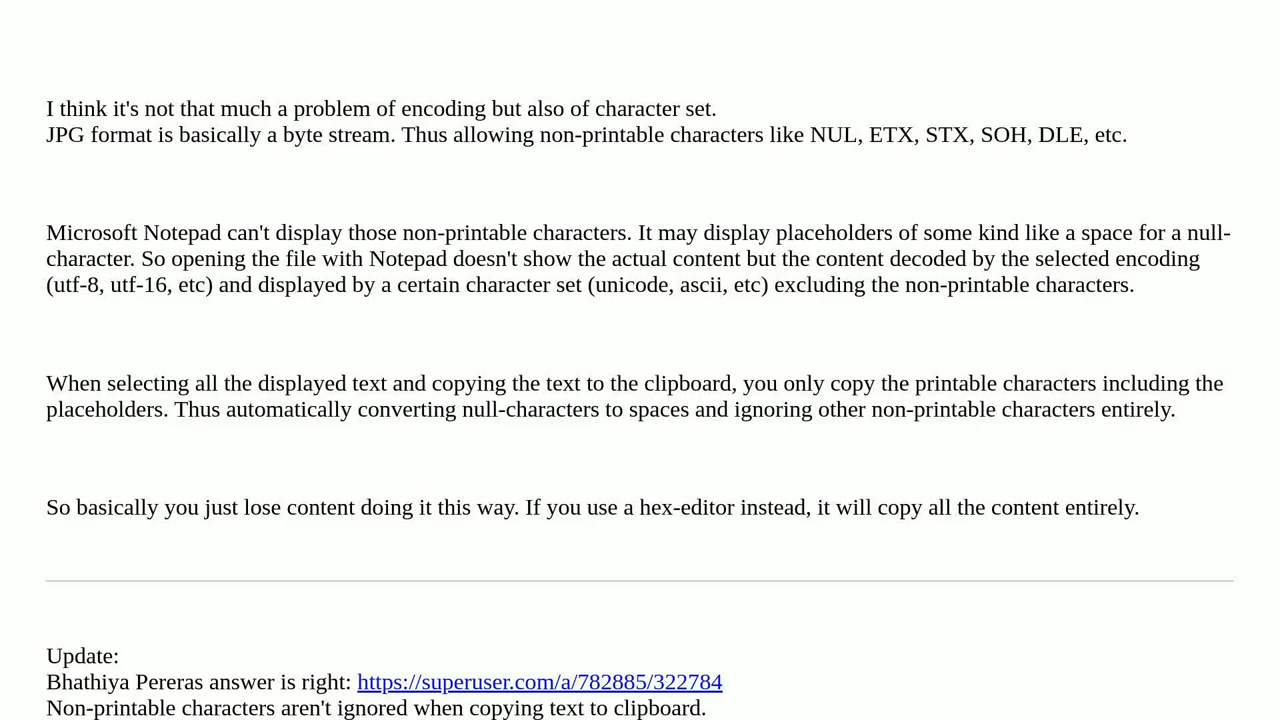 I think it's not that much a problem of encoding but also of character set.
JPG format is basically a byte stream. Thus allowing non-printable characters like NUL, ETX, STX, SOH, DLE, etc.
Microsoft Notepad can't display those non-printable characters. It may display placeholders of some kind like a space for a null-
character. So opening the file with Notepad doesn't show the actual content but the content decoded by the selected encoding
(utf-8, utf-16, etc) and displayed by a certain character set (unicode, ascii, etc) excluding the non-printable characters.
When selecting all the displayed text and copying the text to the clipboard, you only copy the printable characters including the
placeholders. Thus automatically converting null-characters to spaces and ignoring other non-printable characters entirely.
So basically you just lose content doing it this way. If you use a hex-editor instead, it will copy all the content entirely.
Update:
Bhathiya Pereras answer is right: https://superuser.com/a/782885/322784
Non-printable characters aren't ignored when copying text to clipboard.